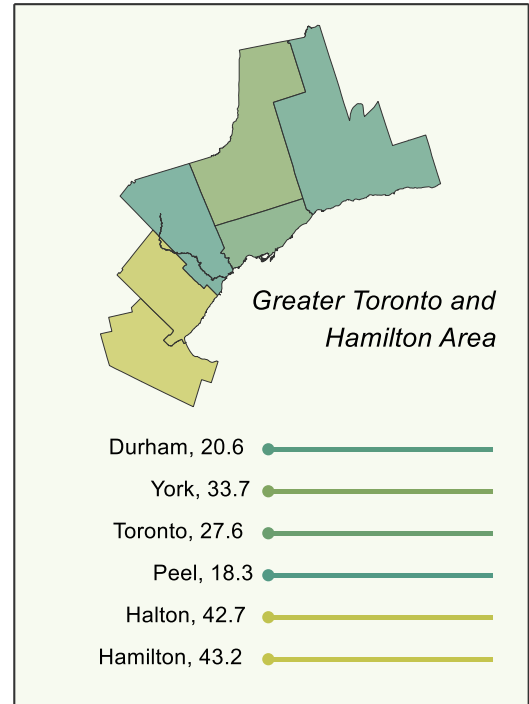 Greater Toronto and
Hamilton Area
Durham, 20.6
York, 33.7
Toronto, 27.6
Peel, 18.3
Halton, 42.7
Hamilton, 43.2